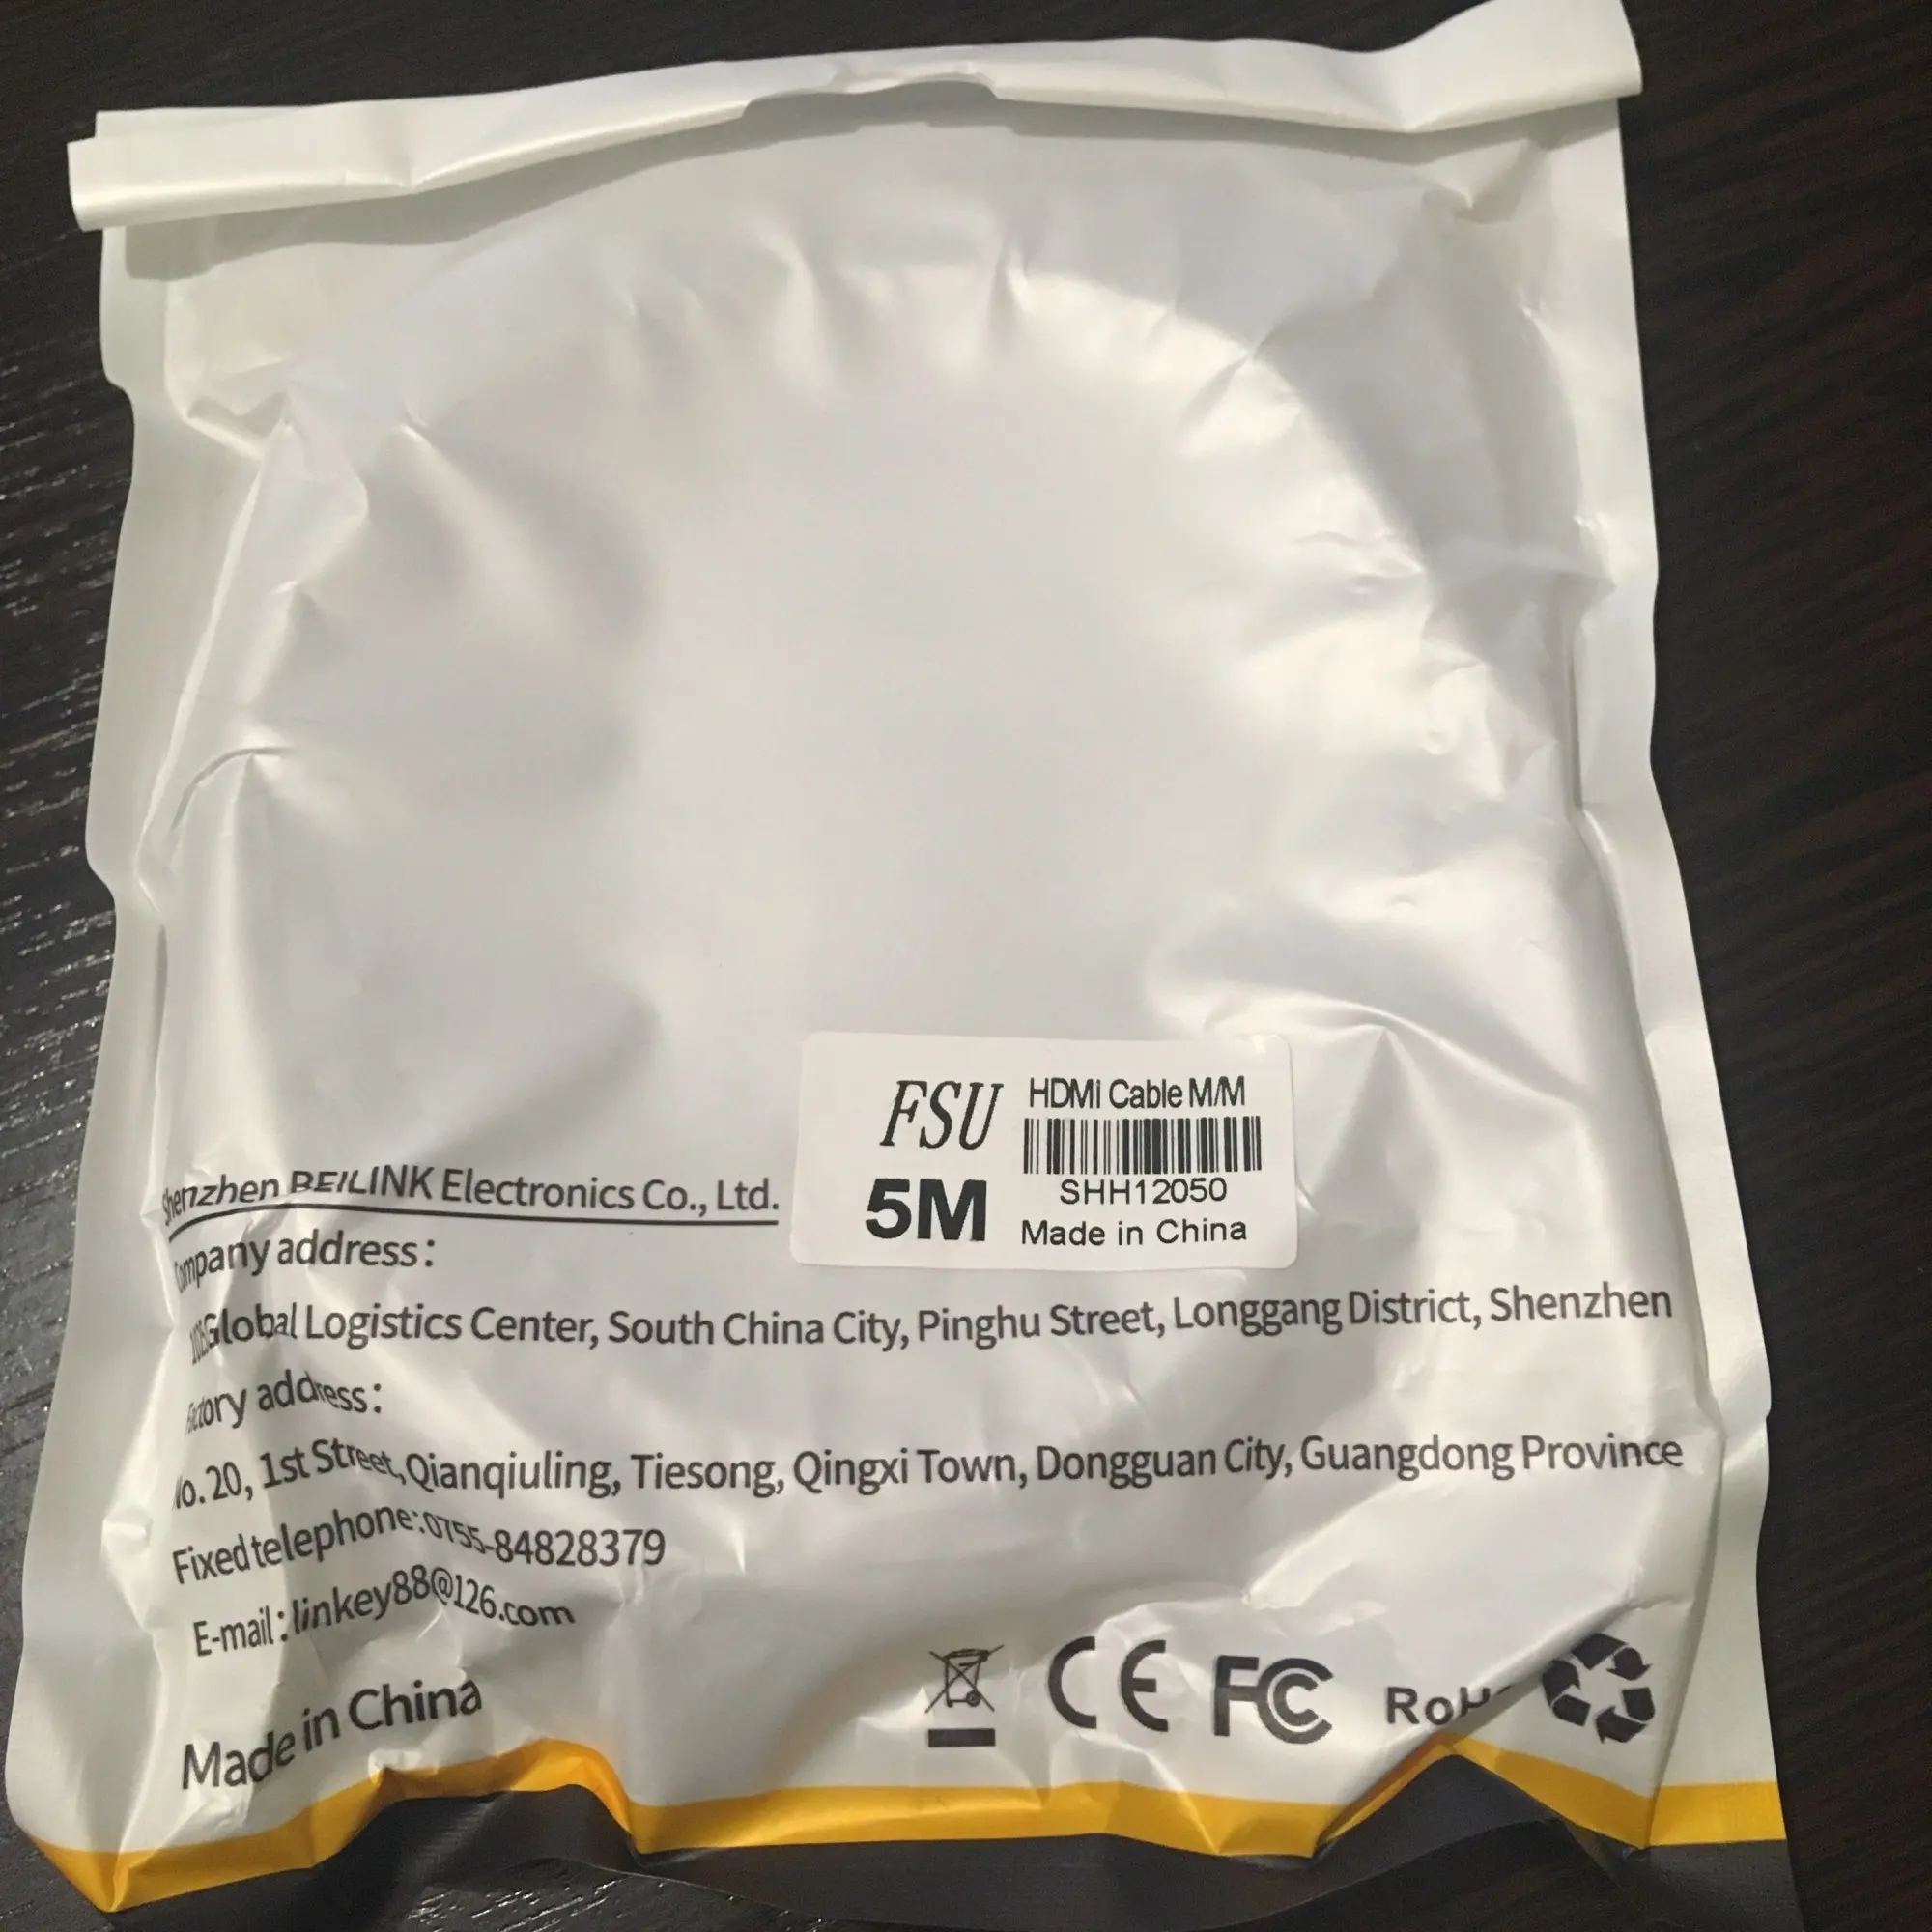 FSU
HDMi Cable M/M
5M
SHH12050
Made in China
Shenzhen BEILINK Electronics Co., Ltd.
Company address:
Global Logistics Center, South China City, Pinghu Street, Longgang District, Shenzhen
Factory address:
No. 20, 1st Street, Qianqiuling, Tiesong, Qingxi Town, Dongguan City, Guangdong Province
Fixed telephone:0755-84828379
E-mail:linkey88@126.com
Made in China
CE FC